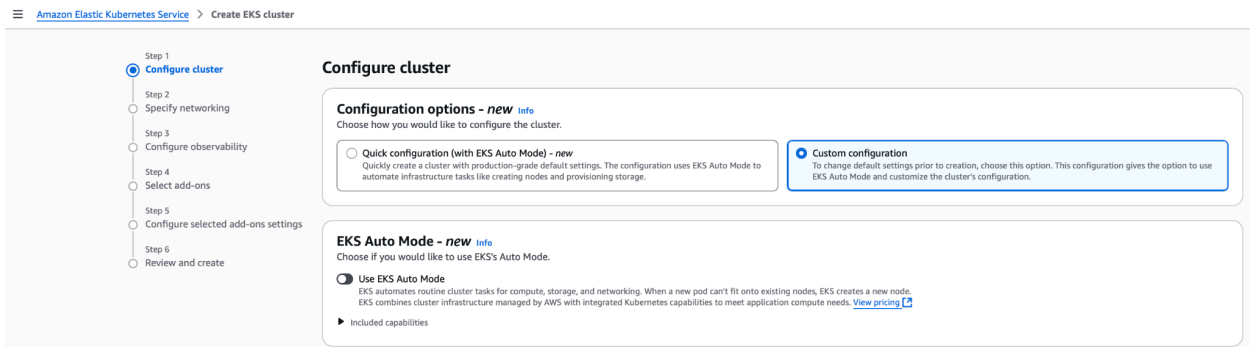 Amazon Elastic Kubernetes Service > Create EKS cluster
Step 1
Configure cluster
Step 2
Specify networking
Step 3
Configure observability
Step 4
Select add-ons
Step 5
Configure selected add-ons settings
Step 6
Review and create
Configure cluster
Configuration options - new Info
Choose how you would like to configure the cluster.
Quick configuration (with EKS Auto Mode) - new
Quickly create a cluster with production-grade default settings. The configuration uses EKS Auto Mode to
automate infrastructure tasks like creating nodes and provisioning storage.
Custom configuration
To change default settings prior to creation, choose this option. This configuration gives the option to use
EKS Auto Mode and customize the cluster's configuration.
EKS Auto Mode - new Info
Choose if you would like to use EKS's Auto Mode.
Use EKS Auto Mode
EKS automates routine cluster tasks for compute, storage, and networking. When a new pod can't fit onto existing nodes, EKS creates a new node.
EKS combines cluster infrastructure managed by AWS with integrated Kubernetes capabilities to meet application compute needs. View pricing
Included capabilities